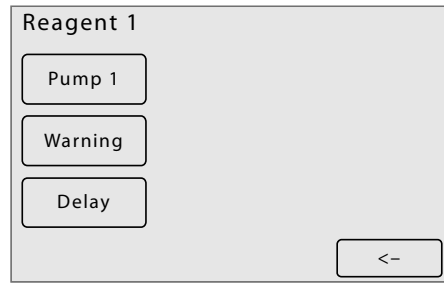 Reagent 1
Pump 1
Warning
Delay
<–